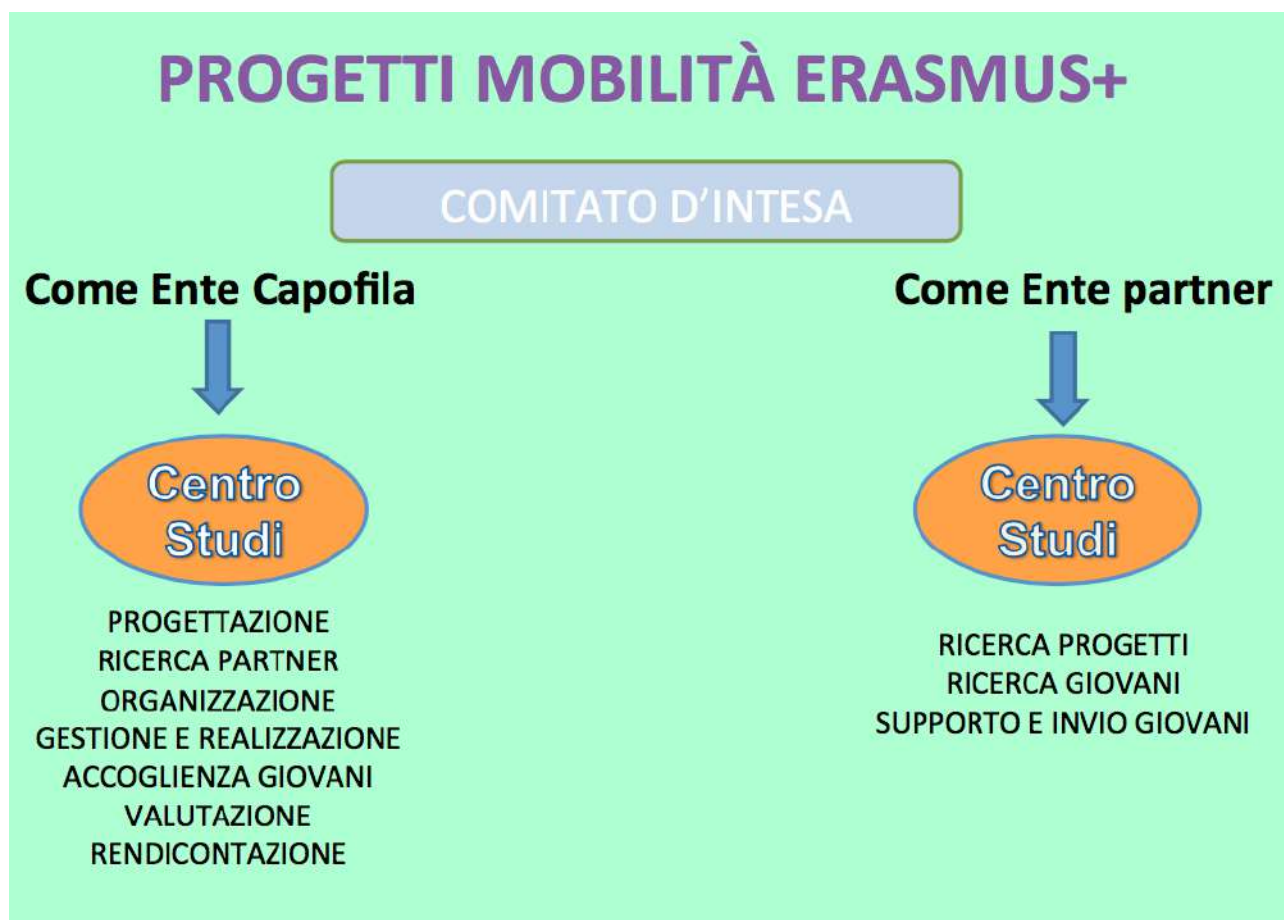 PROGETTI MOBILITÀ ERASMUS+
COMITATO D'INTESA
Come Ente Capofila
Centro
Studi
PROGETTAZIONE
RICERCA PARTNER
ORGANIZZAZIONE
GESTIONE E REALIZZAZIONE
ACCOGLIENZA GIOVANI
VALUTAZIONE
RENDICONTAZIONE
Come Ente partner
Centro
Studi
RICERCA PROGETTI
RICERCA GIOVANI
SUPPORTO E INVIO GIOVANI